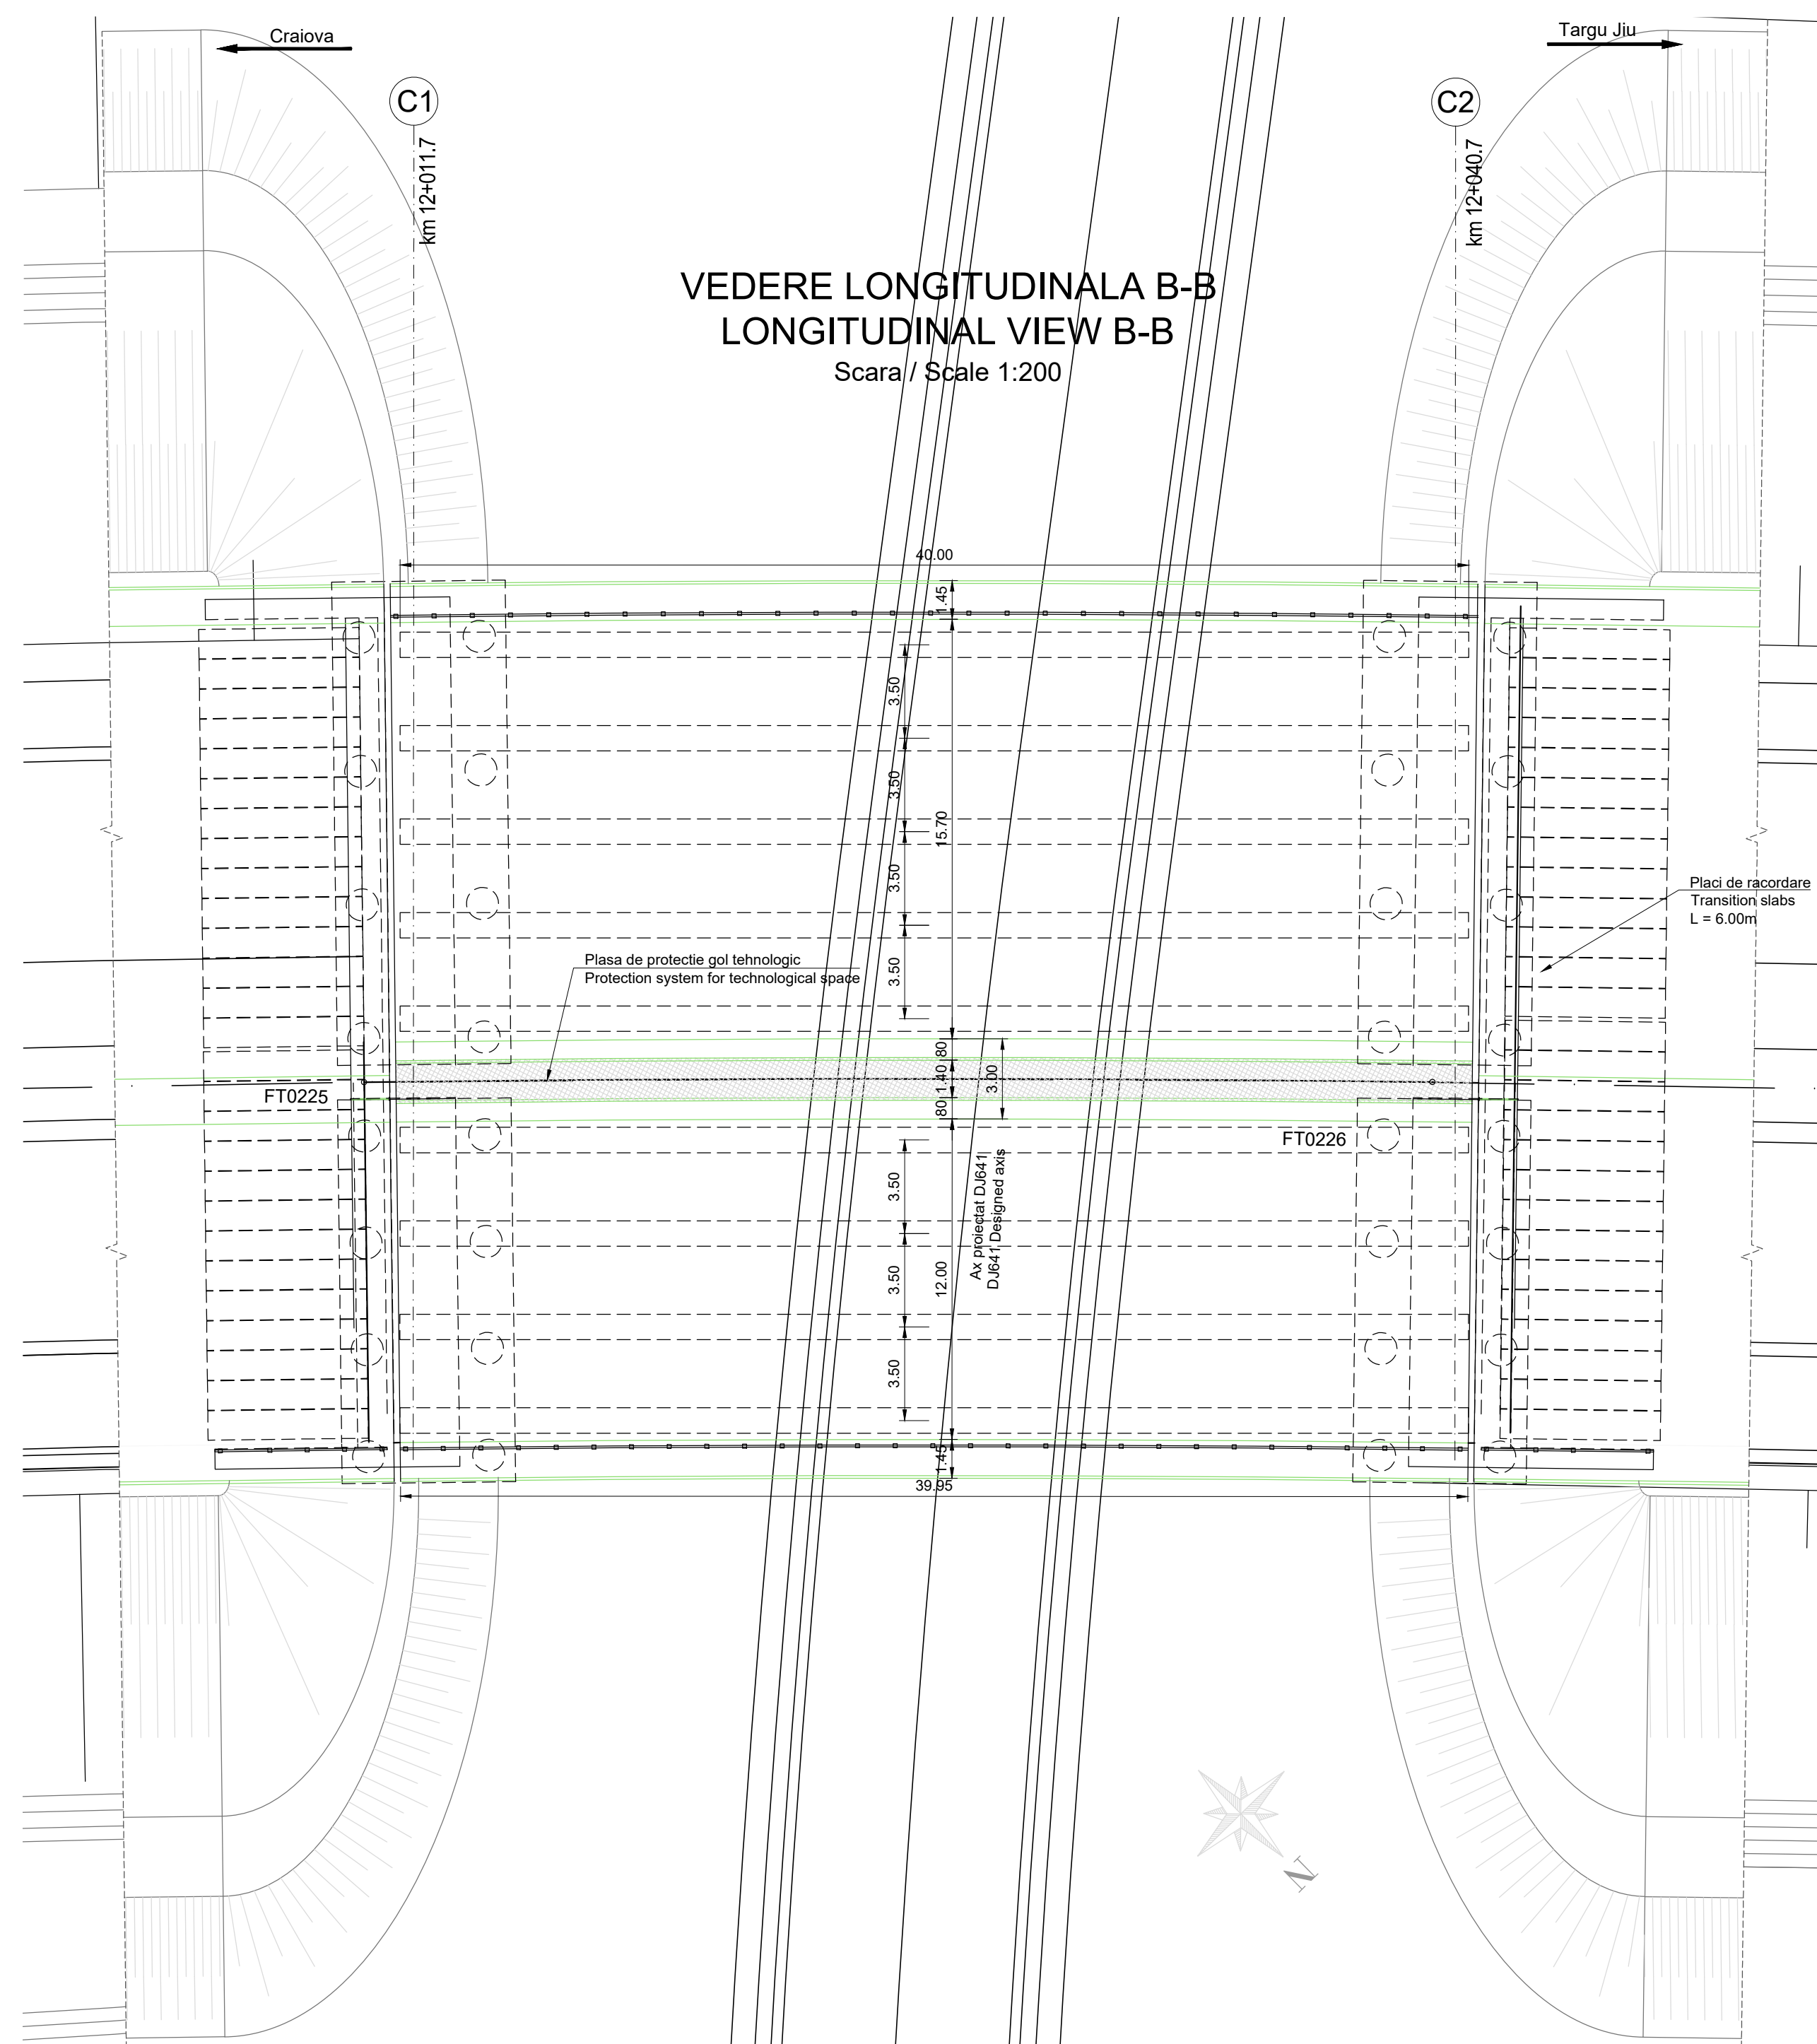 Craiova
Targu Jiu
C1
C2
km 12+011.7
km 12+040.7
VEDERE LONGITUDINALA B-B
LONGITUDINAL VIEW B-B
Scara / Scale 1:200
40.00
1.45
3.50
3.50
15.70
3.50
3.50
Placi de racordare
Transition slabs
L = 6.00m
Plasa de protectie gol tehnologic
Protection system for technological space
80
1.40
3.00
80
FT0225
FT0226
Ax proiectat DJ641
DJ641 Designed axis
3.50
3.50
12.00
3.50
1.45
39.95
N